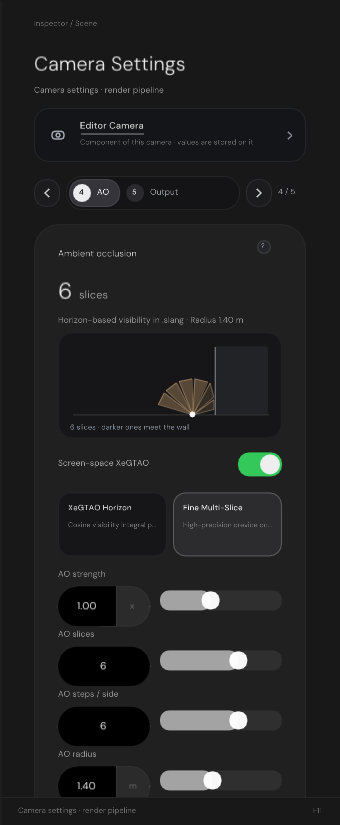 Inspector / Scene
Camera Settings
Camera settings · render pipeline
Editor Camera
Component of this camera · values are stored on it
4 AO 5 Output 4 / 5
Ambient occlusion ?
6 slices
Horizon-based visibility in .slang · Radius 1.40 m
6 slices · darker ones meet the wall
Screen-space XeGTAO
XeGTAO Horizon
Cosine visibility integral p...
Fine Multi-Slice
High-precision crevice oc...
AO strength
1.00 x
AO slices
6
AO steps / side
6
AO radius
1.40 m
Camera settings · render pipeline